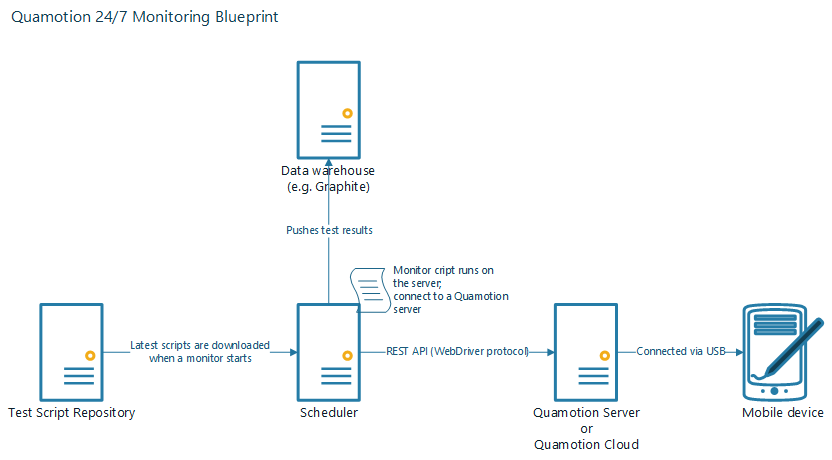 Quamotion 24/7 Monitoring Blueprint
Data warehouse
(e.g. Graphite)
Pushes test results
Monitor cript runs on
the server;
connect to a Quamotion
server
Latest scripts are downloaded
when a monitor starts
REST API (WebDriver protocol)
Connected via USB
Test Script Repository
Scheduler
Quamotion Server
or
Quamotion Cloud
Mobile device